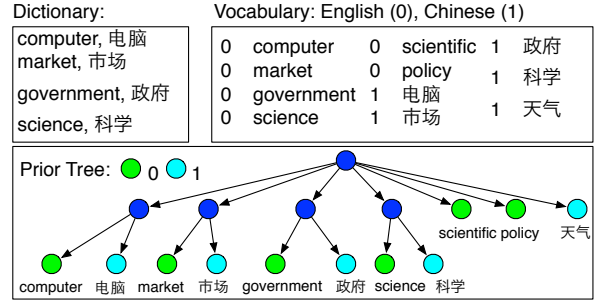 Dictionary:
computer, 电脑
market, 市场
government, 政府
science, 科学
Vocabulary: English (0), Chinese (1)
0 computer 0 scientific 1 政府
0 market 0 policy 1 科学
0 government 1 电脑 1 天气
0 science 1 市场
Prior Tree: 0 1
scientific policy 天气
computer 电脑 market 市场 government 政府 science 科学